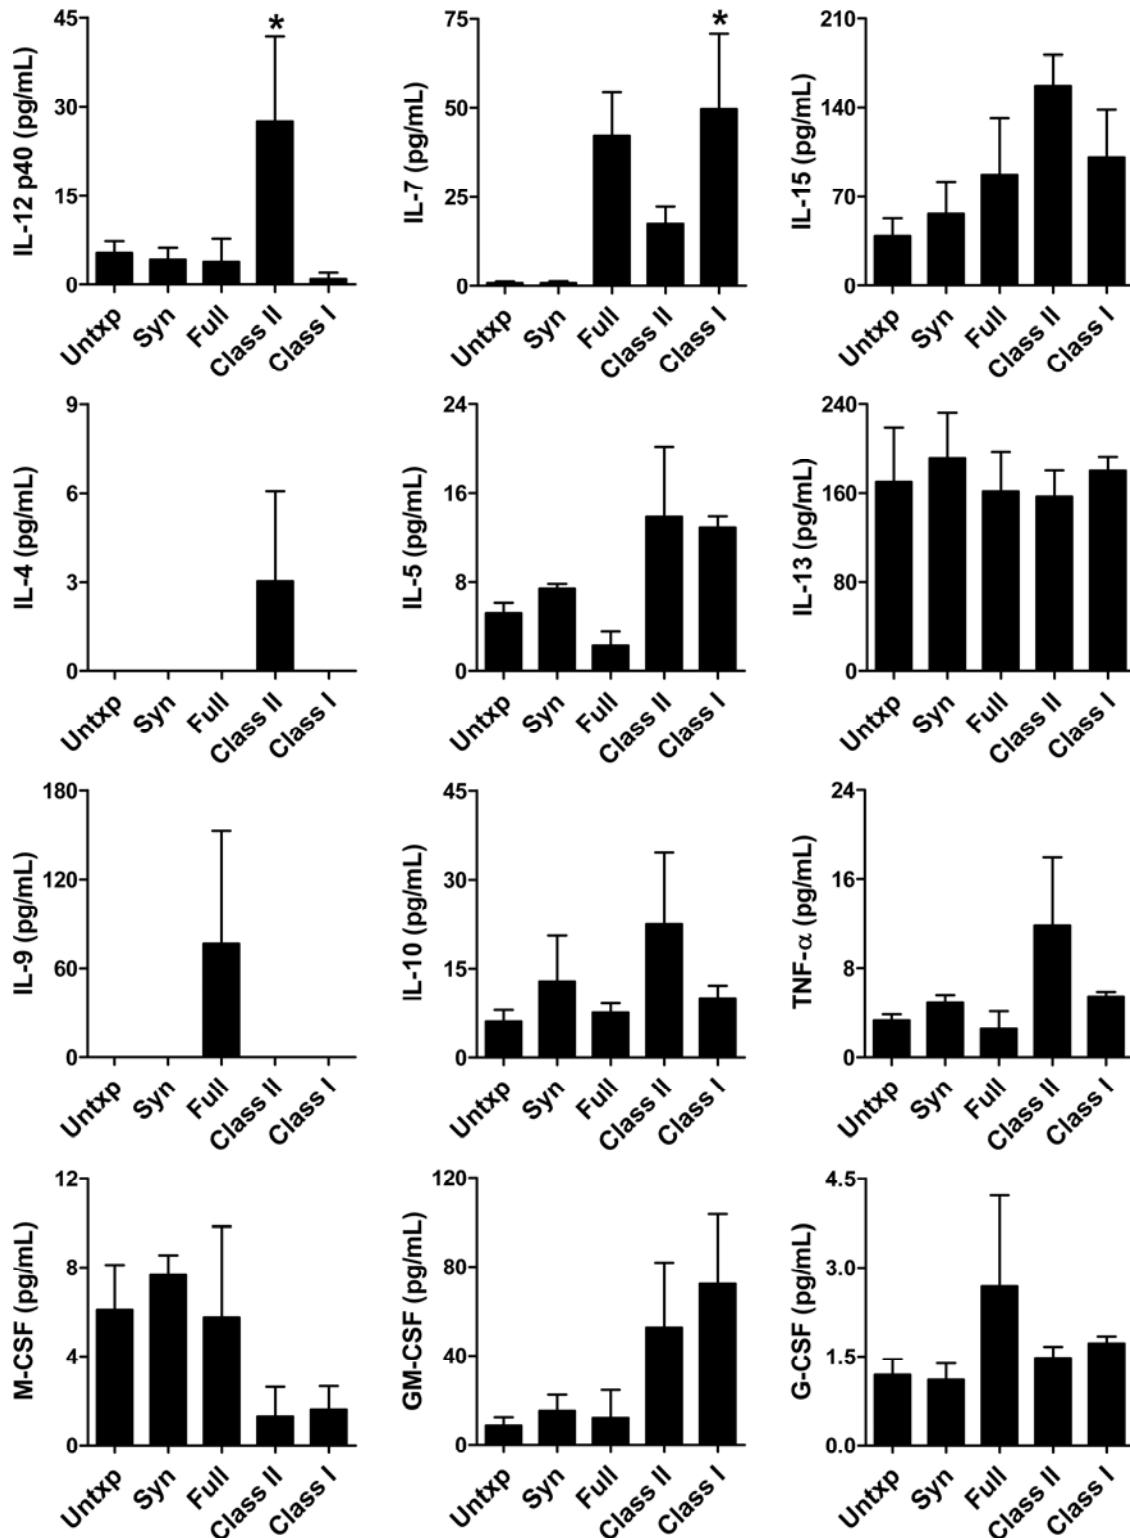 *
*
45
30
15
0
IL-12 p40 (pg/mL)
Untxp
Syn
Full
Class II
Class I
75
50
25
0
IL-7 (pg/mL)
Untxp
Syn
Full
Class II
Class I
210
140
70
0
IL-15 (pg/mL)
Untxp
Syn
Full
Class II
Class I
9
6
3
0
IL-4 (pg/mL)
Untxp
Syn
Full
Class II
Class I
24
16
8
0
IL-5 (pg/mL)
Untxp
Syn
Full
Class II
Class I
240
160
80
0
IL-13 (pg/mL)
Untxp
Syn
Full
Class II
Class I
180
120
60
0
IL-9 (pg/mL)
Untxp
Syn
Full
Class II
Class I
45
30
15
0
IL-10 (pg/mL)
Untxp
Syn
Full
Class II
Class I
24
16
8
0
TNF-α (pg/mL)
Untxp
Syn
Full
Class II
Class I
12
8
4
0
M-CSF (pg/mL)
Untxp
Syn
Full
Class II
Class I
120
80
40
0
GM-CSF (pg/mL)
Untxp
Syn
Full
Class II
Class I
4.5
3.0
1.5
0.0
G-CSF (pg/mL)
Untxp
Syn
Full
Class II
Class I